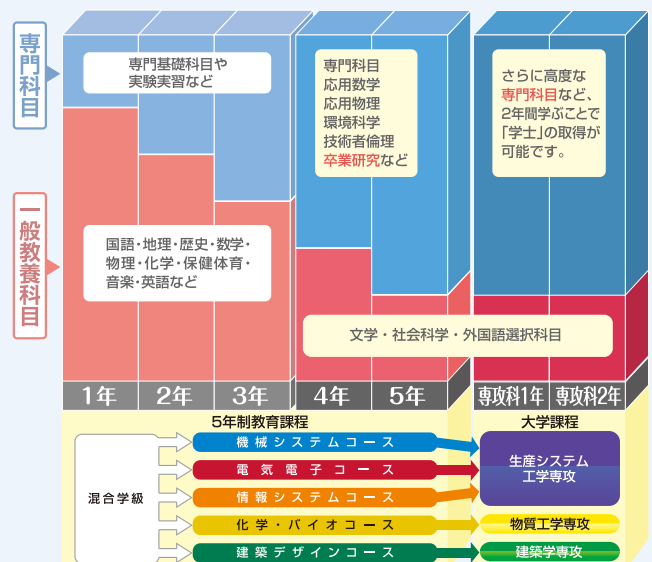 専門科目
専門基礎科目や
実験実習など
専門科目
応用数学
応用物理
環境科学
技術者倫理
卒業研究など
さらに高度な
専門科目など、
2年間学ぶことで
「学士」の取得が
可能です。
一般教養科目
国語・地理・歴史・数学・
物理・化学・保健体育・
音楽・英語など
文学・社会科学・外国語選択科目
1年
2年
3年
4年
5年
専攻科1年
専攻科2年
5年制教育課程
大学課程
混合学級
機械システムコース
電気電子コース
情報システムコース
化学・バイオコース
建築デザインコース
生産システム
工学専攻
物質工学専攻
建築学専攻